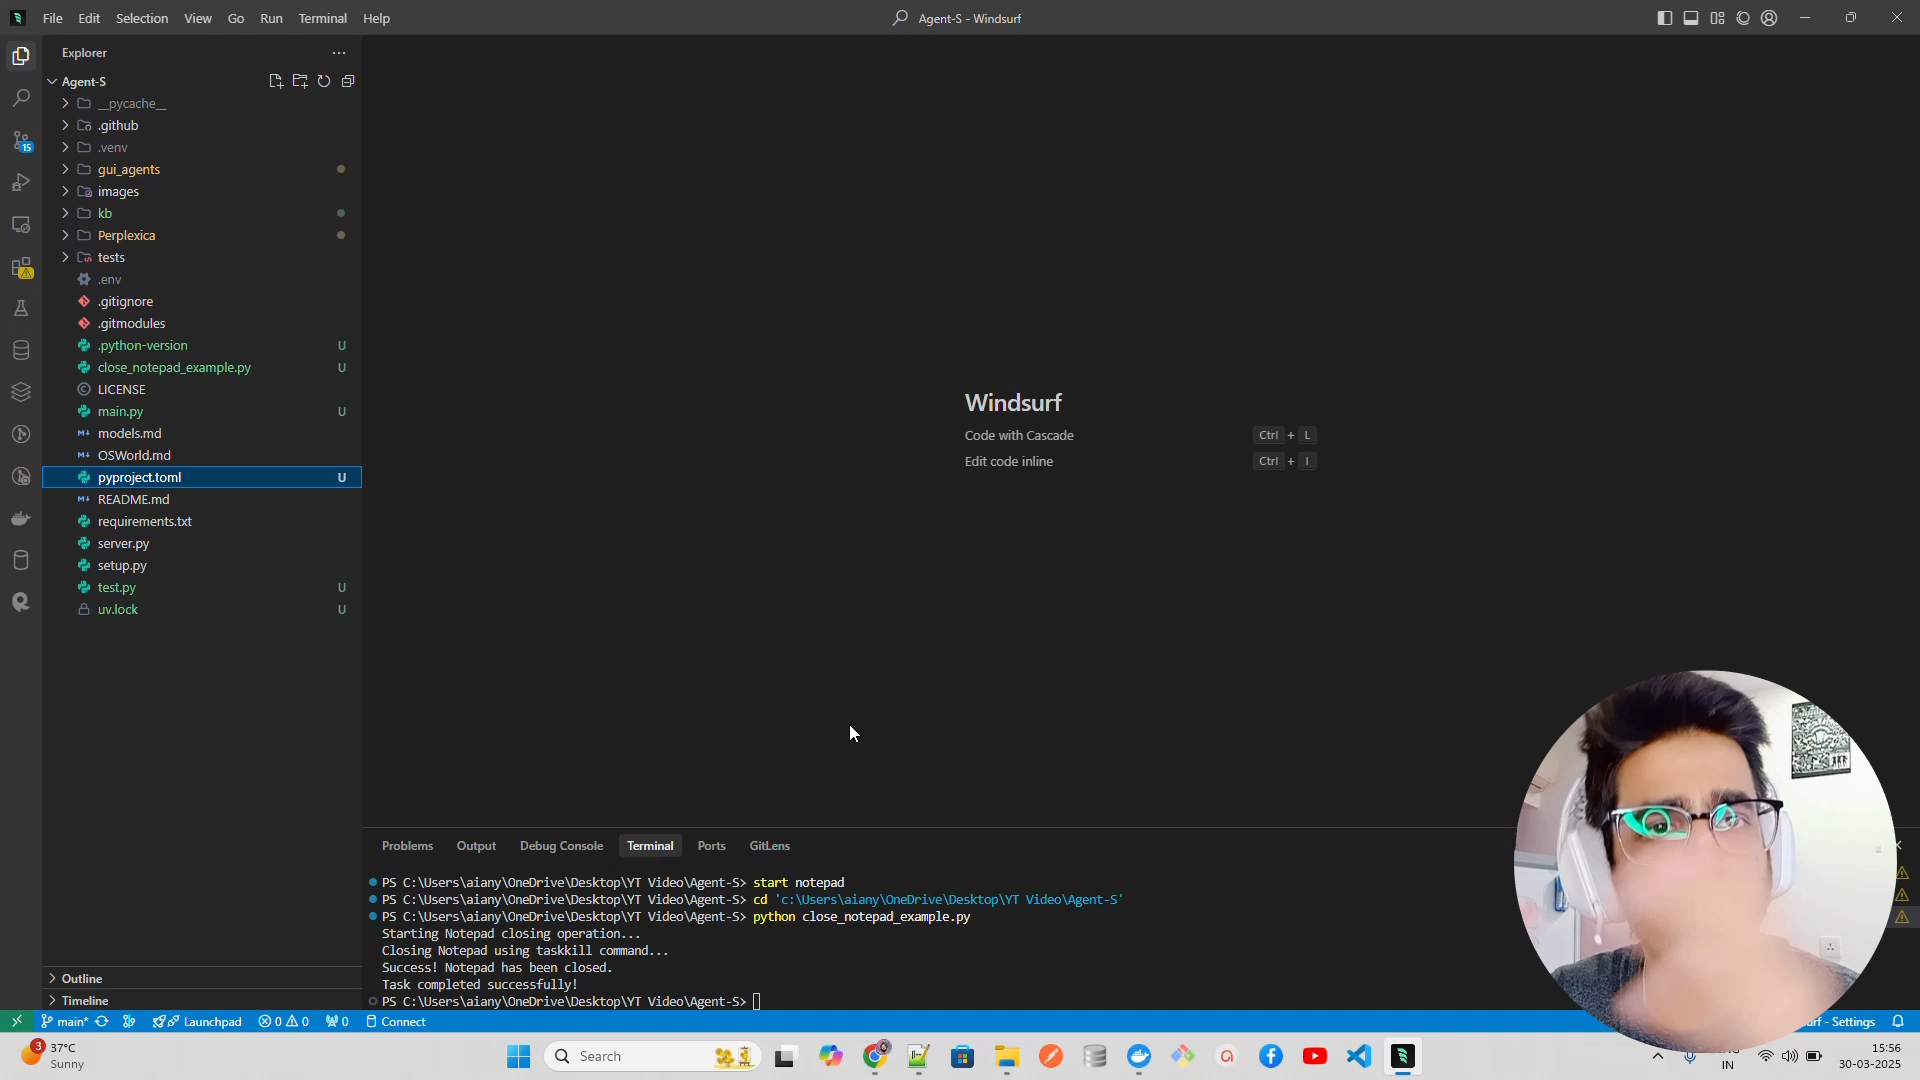 File Edit Selection View Go Run Terminal Help
Agent-S - Windsurf
Explorer
Agent-S
__pycache__
.github
15
.venv
gui_agents
images
kb
Perplexica
tests
.env
.gitignore
.gitmodules
.python-version U
close_notepad_example.py U
LICENSE
main.py U
models.md
OSWorld.md
pyproject.toml U
README.md
requirements.txt
server.py
setup.py
test.py U
uv.lock U
Windsurf
Code with Cascade Ctrl + L
Edit code inline Ctrl + I
Problems Output Debug Console Terminal Ports GitLens
PS C:\Users\aiany\OneDrive\Desktop\YT Video\Agent-S> start notepad
PS C:\Users\aiany\OneDrive\Desktop\YT Video\Agent-S> cd 'c:\Users\aiany\OneDrive\Desktop\YT Video\Agent-S'
PS C:\Users\aiany\OneDrive\Desktop\YT Video\Agent-S> python close_notepad_example.py
Starting Notepad closing operation...
Closing Notepad using taskkill command...
Success! Notepad has been closed.
Task completed successfully!
PS C:\Users\aiany\OneDrive\Desktop\YT Video\Agent-S>
Outline
Timeline
main* Launchpad 0 0 0 Connect - Settings
3 37°C
Sunny
Search
IN
15:56
30-03-2025